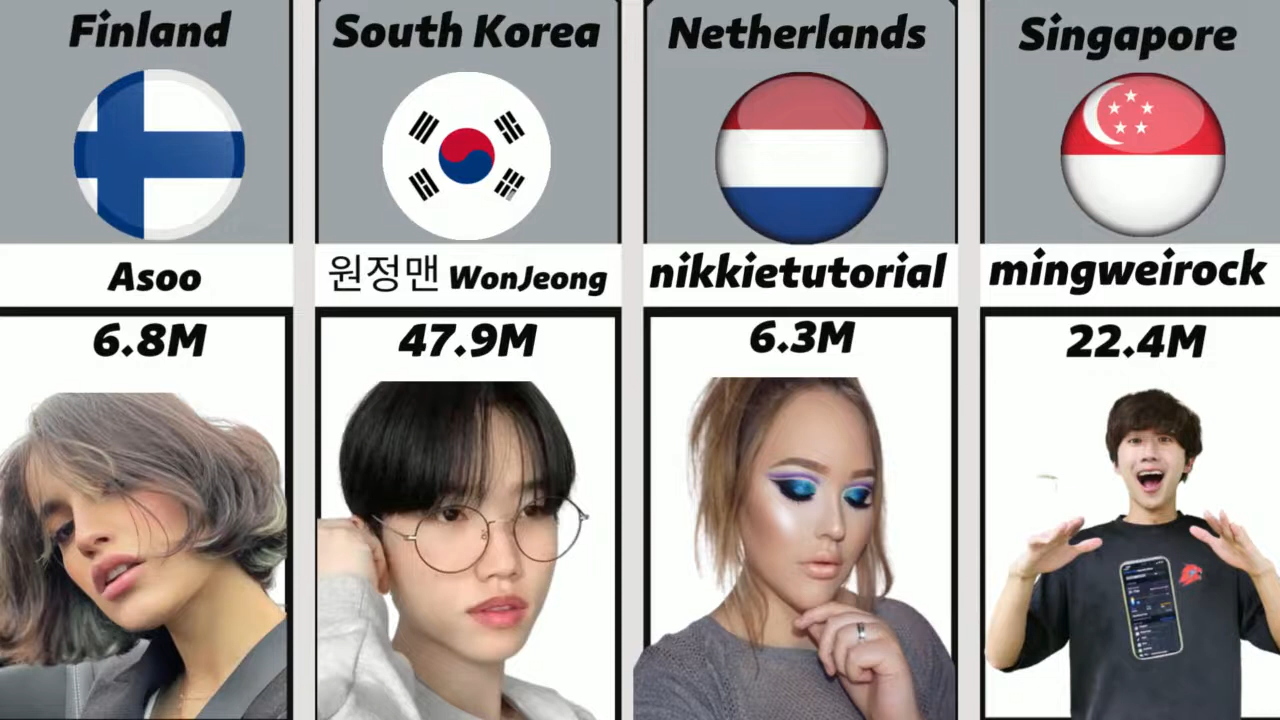 Finland
South Korea
Netherlands
Singapore
Asoo
원정맨 WonJeong
nikkietutorial
mingweirock
6.8M
47.9M
6.3M
22.4M